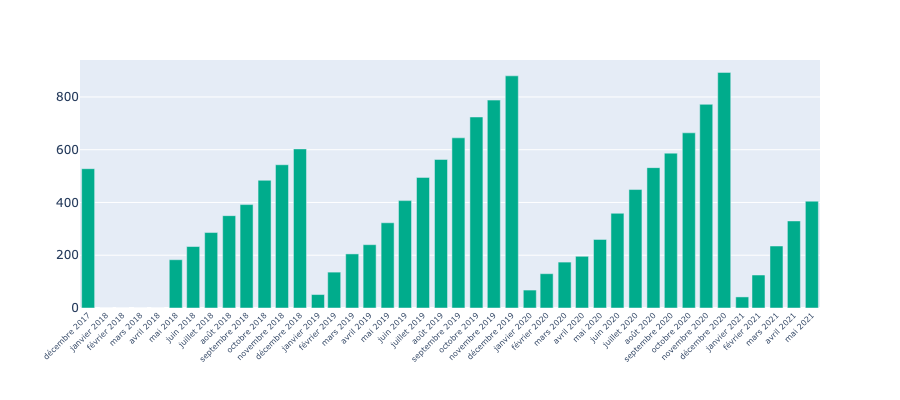 800
600
400
200
0
décembre 2017
janvier 2018
février 2018
mars 2018
avril 2018
mai 2018
juin 2018
juillet 2018
août 2018
septembre 2018
octobre 2018
novembre 2018
décembre 2018
janvier 2019
février 2019
mars 2019
avril 2019
mai 2019
juin 2019
juillet 2019
août 2019
septembre 2019
octobre 2019
novembre 2019
décembre 2019
janvier 2020
février 2020
mars 2020
avril 2020
mai 2020
juin 2020
juillet 2020
août 2020
septembre 2020
octobre 2020
novembre 2020
décembre 2020
janvier 2021
février 2021
mars 2021
avril 2021
mai 2021